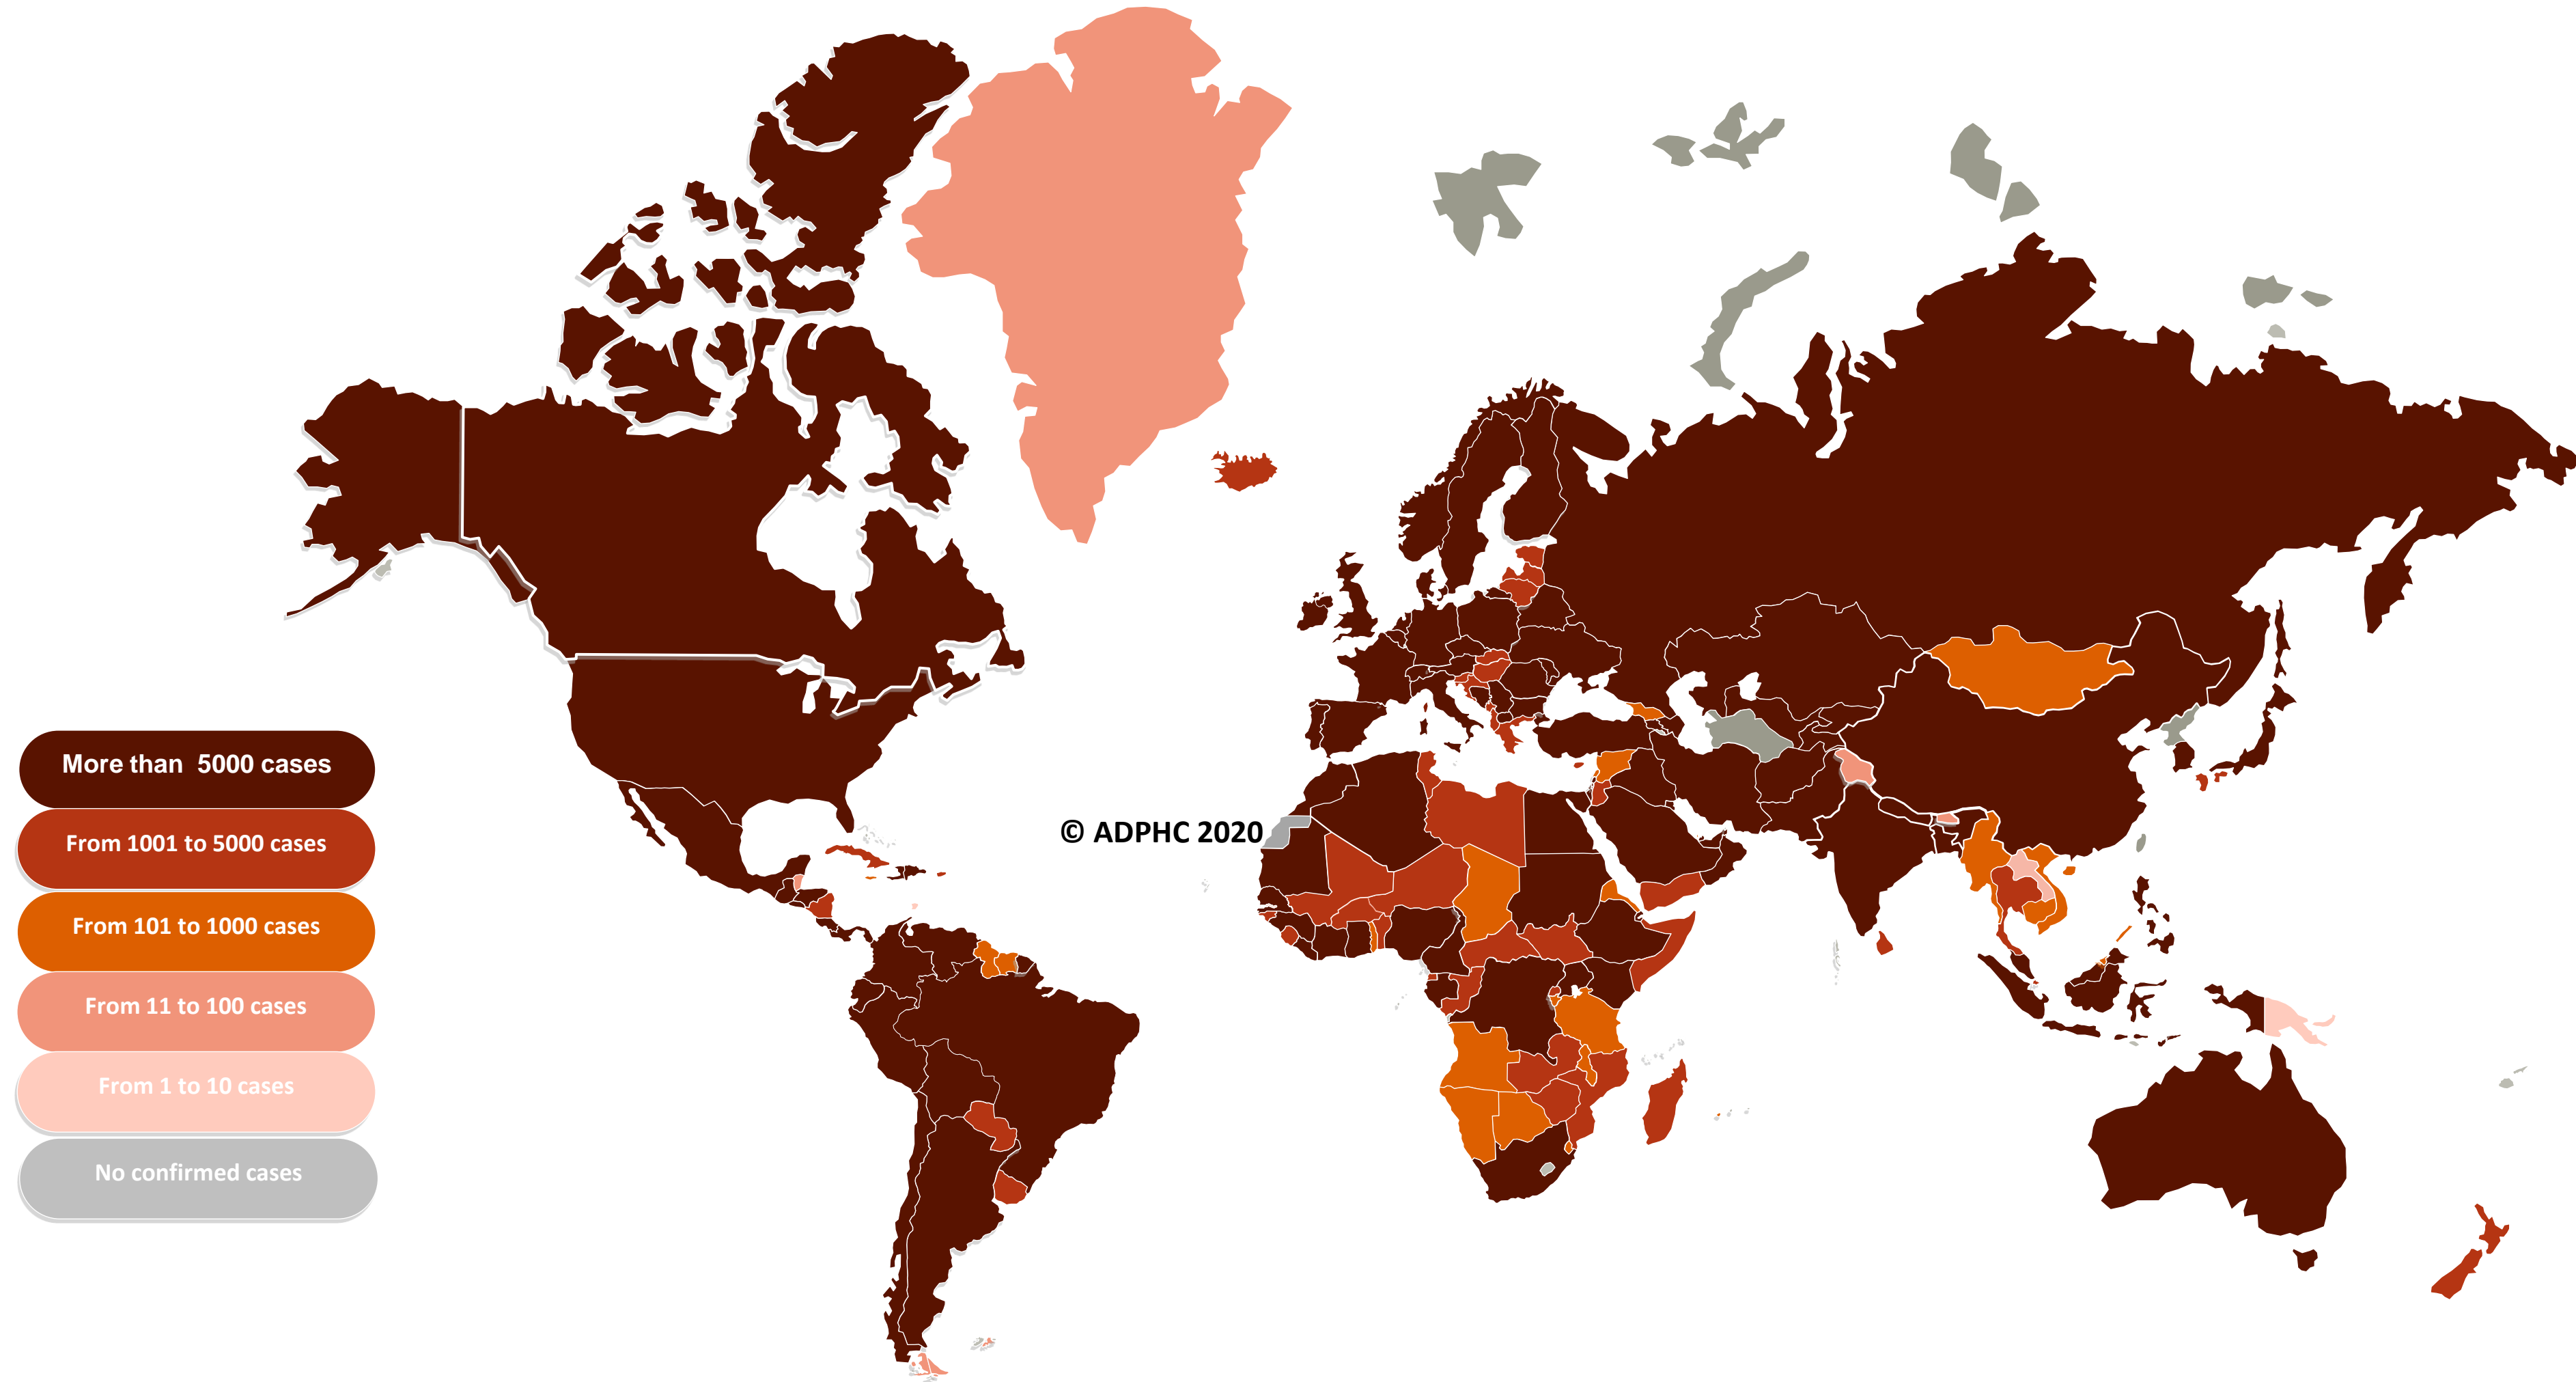 More than  5000 cases
From 1001 to 5000 cases
From 101 to 1000 cases
From 11 to 100 cases
From 1 to 10 cases
No confirmed cases
© ADPHC 2020